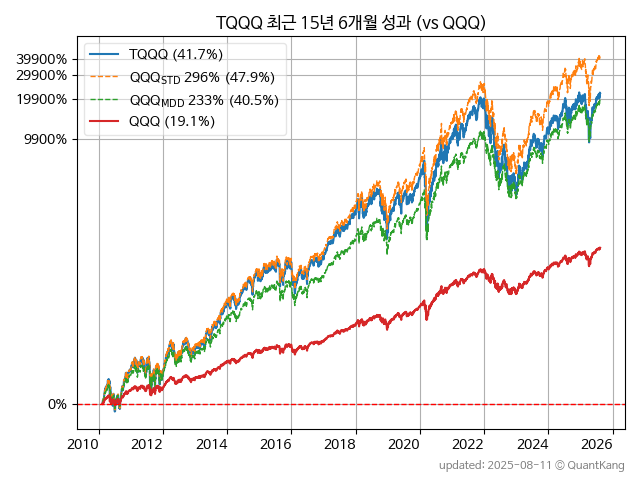 TQQQ 최근 15년 6개월 성과 (vs QQQ)
TQQQ (41.7%)
QQQSTD 296% (47.9%)
QQQMDD 233% (40.5%)
QQQ (19.1%)
39900%
29900%
19900%
9900%
0%
2010 2012 2014 2016 2018 2020 2022 2024 2026
updated: 2025-08-11 © QuantKang